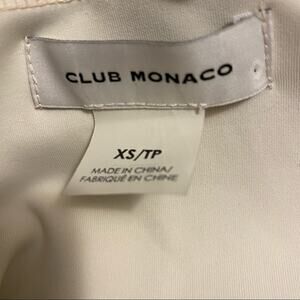 CLUB MONACO
XS/TP
MADE IN CHINA/
FABRIQUÉ EN CHINE